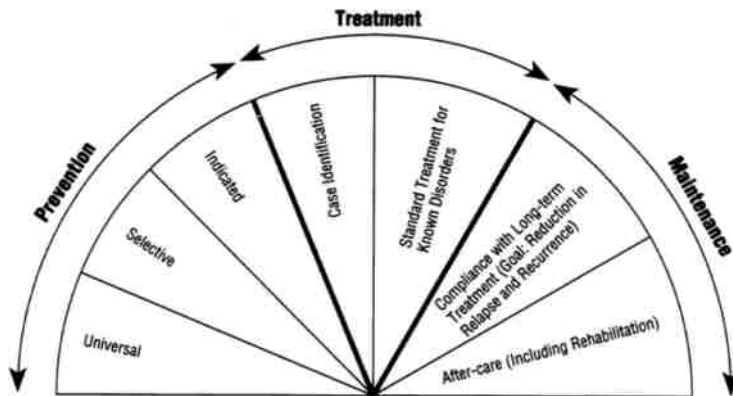 Treatment
Prevention
Maintenance
Universal
Selective
Indicated
Case Identification
Standard Treatment for
Known Disorders
Compliance with Long-term
Treatment (Goal: Reduction in
Relapse and Recurrence)
After-care (Including Rehabilitation)